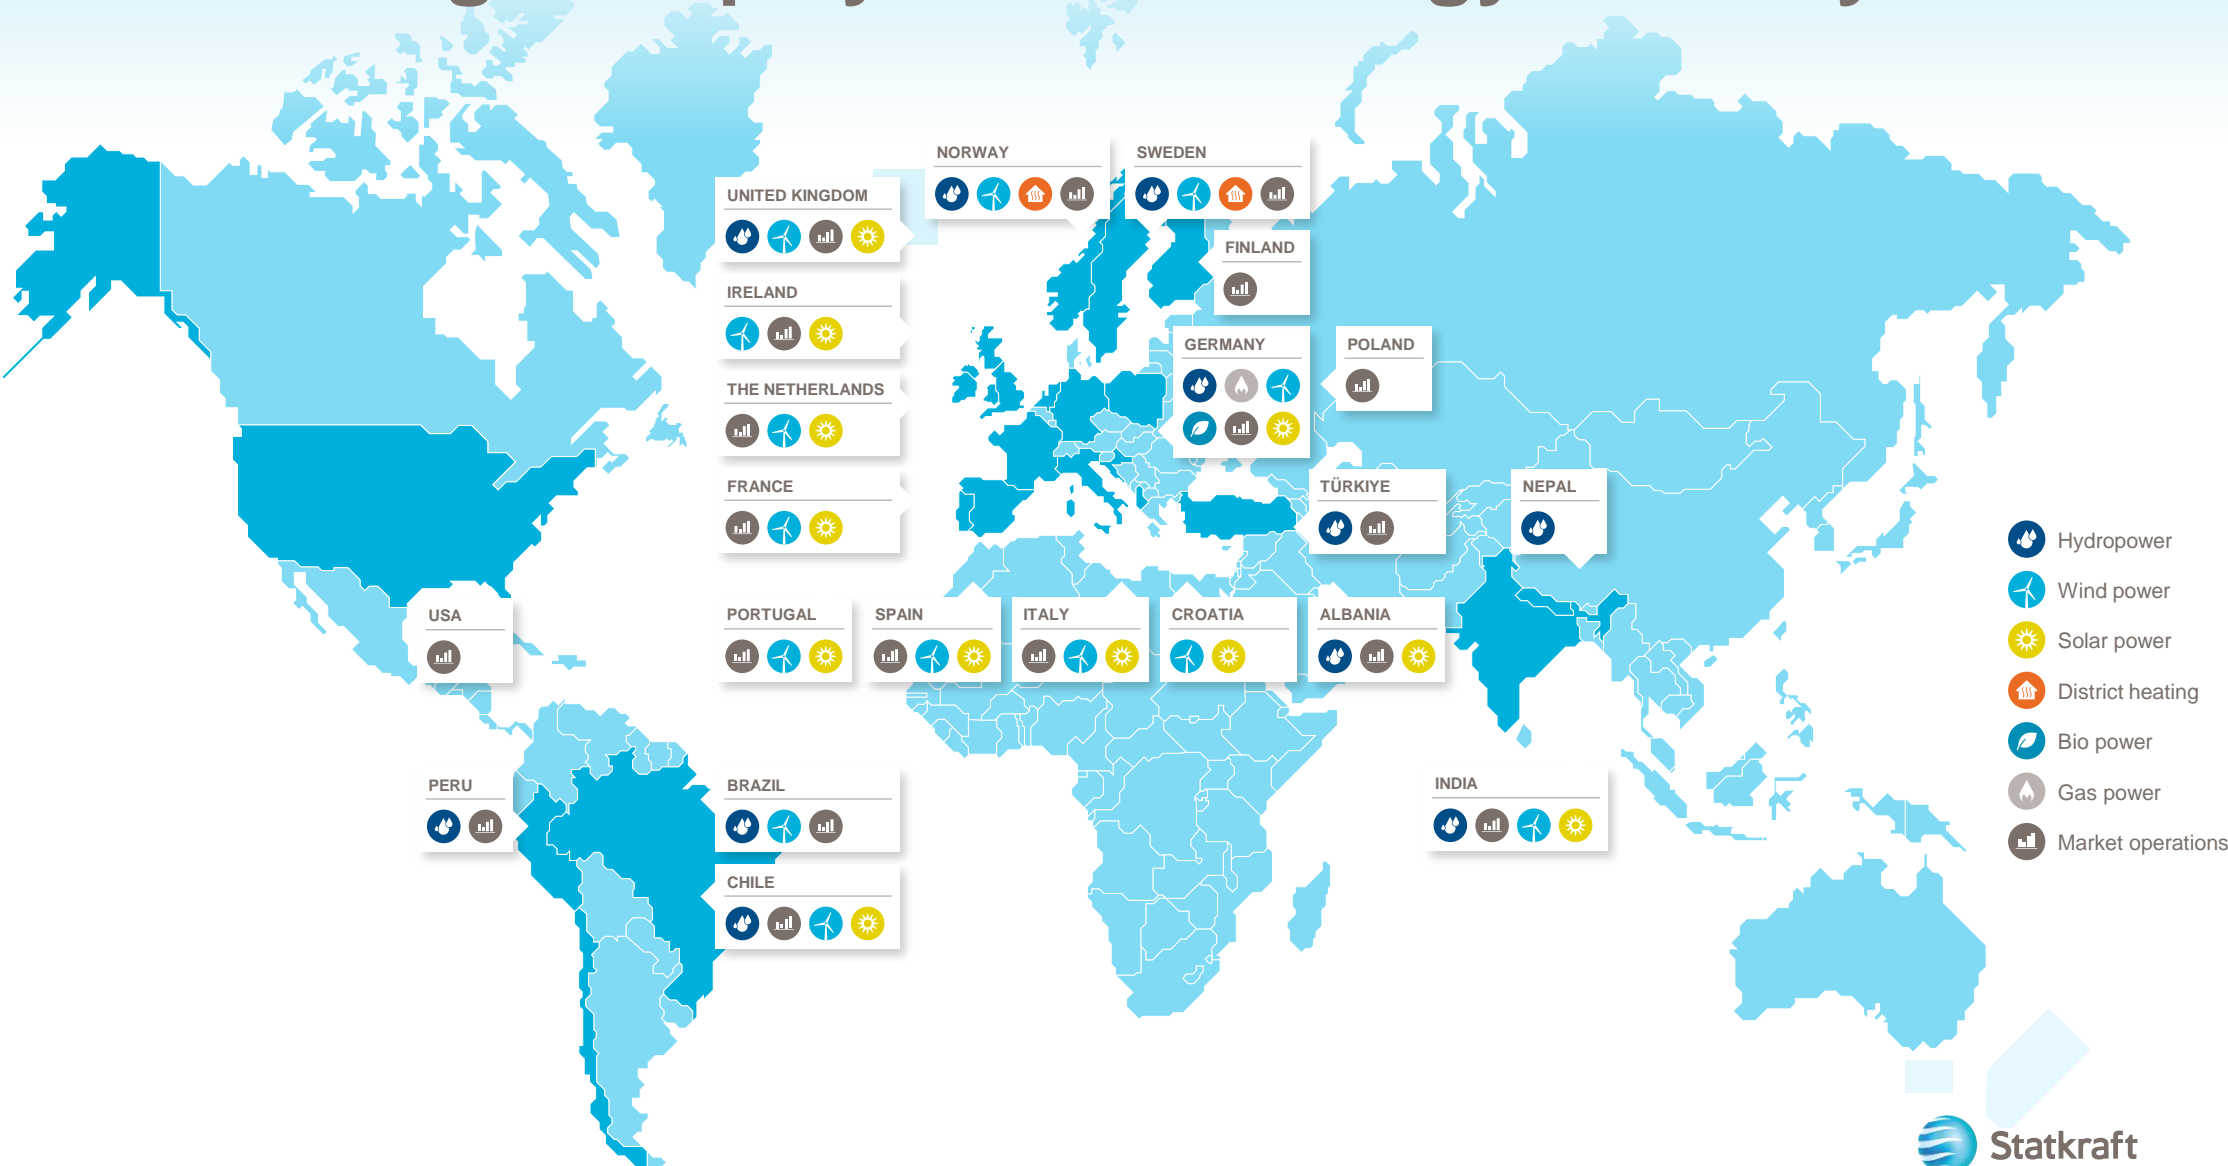 NORWAY
SWEDEN
UNITED KINGDOM
FINLAND
IRELAND
GERMANY
POLAND
THE NETHERLANDS
FRANCE
TÜRKIYE
NEPAL
Hydropower
Wind power
Solar power
District heating
Bio power
Gas power
Market operations
USA
PORTUGAL
SPAIN
ITALY
CROATIA
ALBANIA
PERU
BRAZIL
INDIA
CHILE
Statkraft